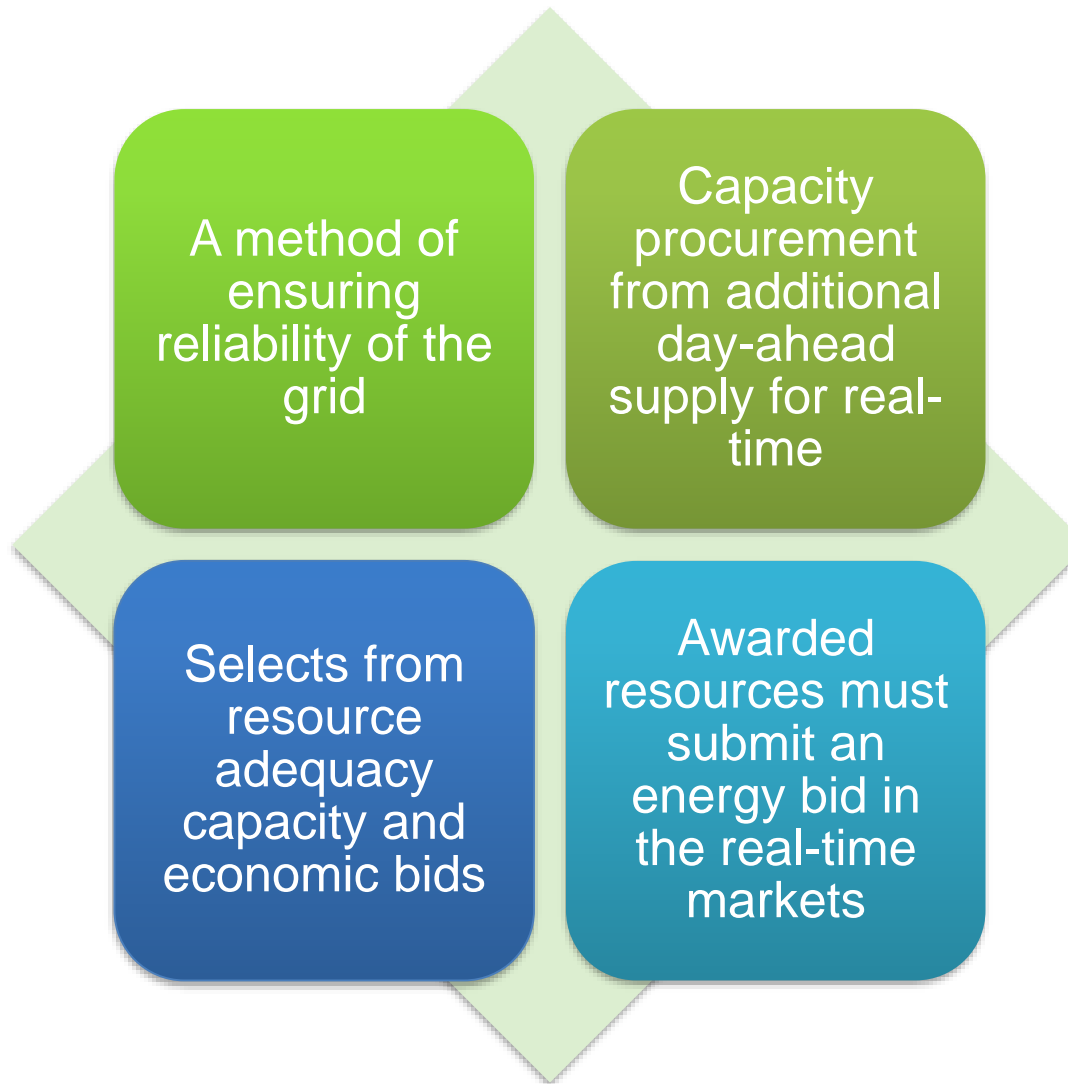 A method of
ensuring
reliability of the
grid
Capacity
procurement
from additional
day-ahead
supply for real-
time
Selects from
resource
adequacy
capacity and
economic bids
Awarded
resources must
submit an
energy bid in
the real-time
markets